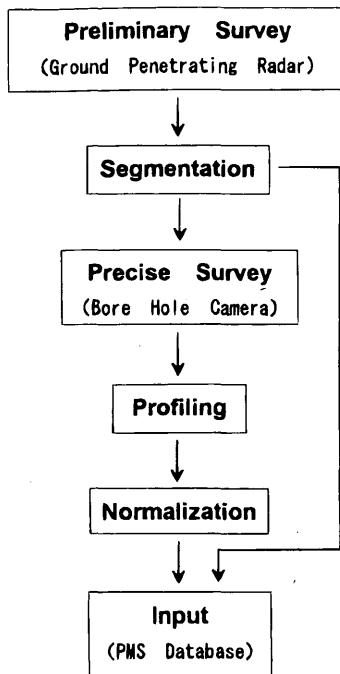 Preliminary Survey
(Ground Penetrating Radar)
Segmentation
Precise Survey
(Bore Hole Camera)
Profiling
Normalization
Input
(PMS Database)